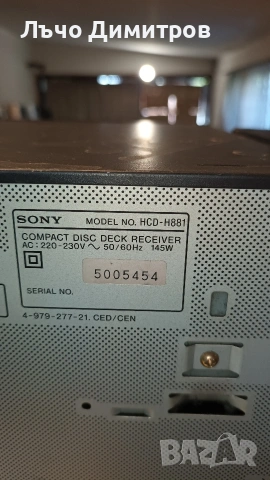 Лъчо Димитров
SONY MODEL NO. HCD-H881
COMPACT DISC DECK RECEIVER
AC: 220-230V ~ 50/60Hz 145W
5005454
SERIAL NO.
4-979-277-21. CED/CEN
BAZAR